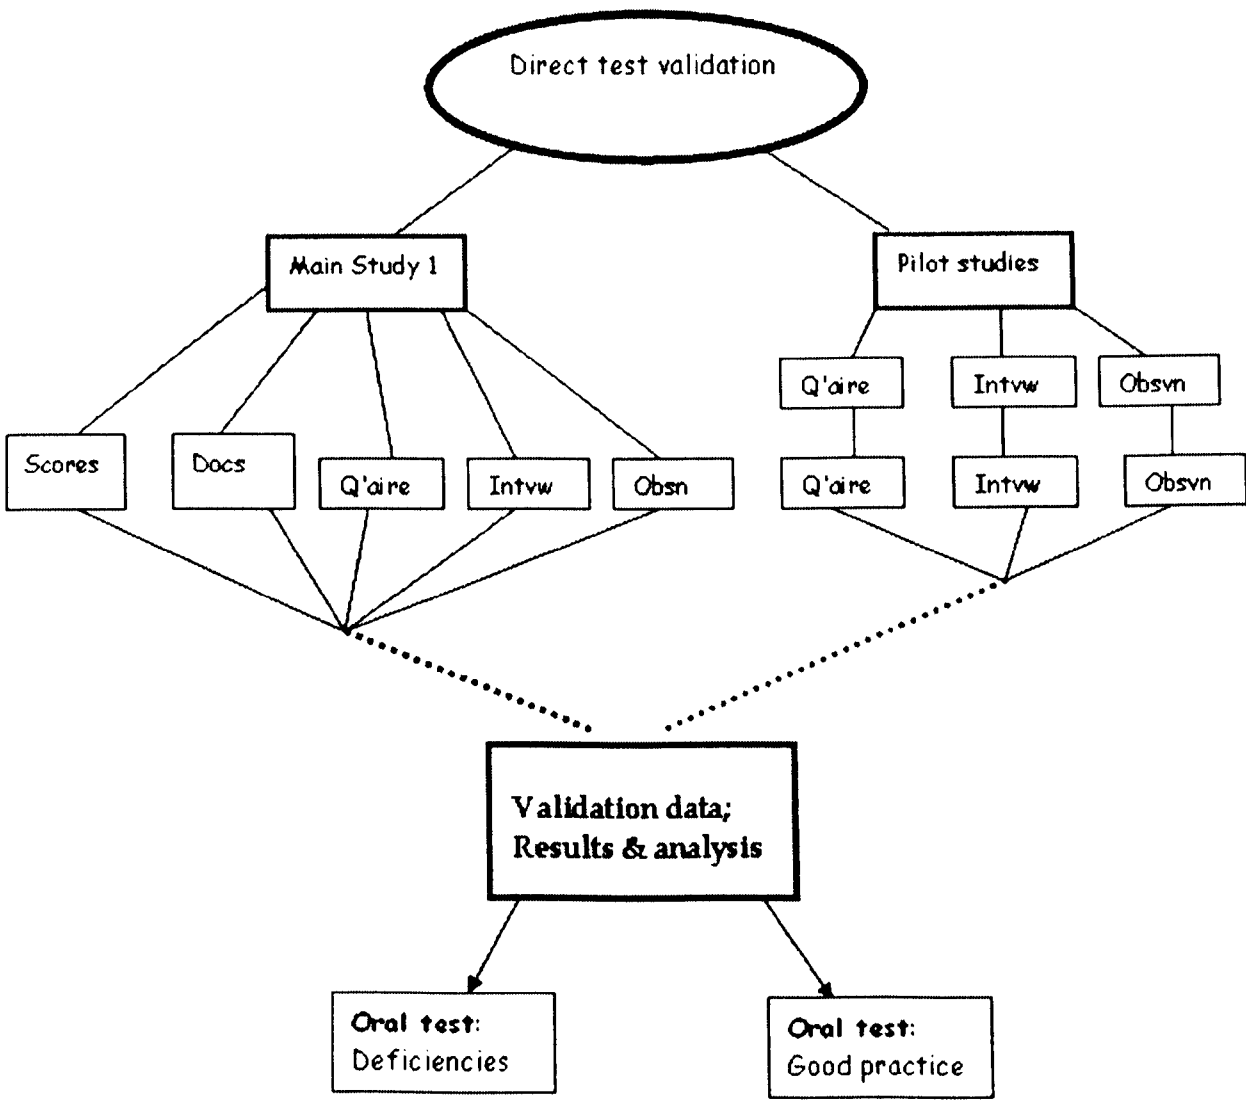 Direct test validation
Main Study 1
Pilot studies
Q'aire
Intvw
Obsvn
Scores
Docs
Q'aire
Intvw
Obsn
Q'aire
Intvw
Obsvn
Validation data;
Results & analysis
Oral test:
Deficiencies
Oral test:
Good practice